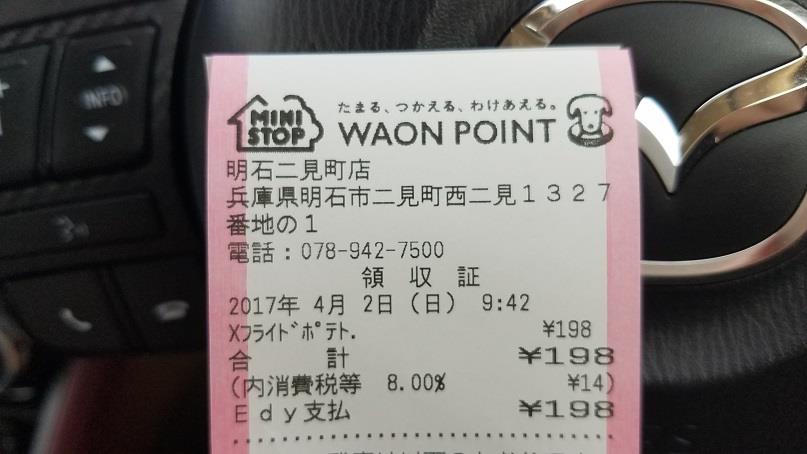 INFO
MINI
STOP
たまる、つかえる、わけあえる。
WAON POINT
明石二見町店
兵庫県明石市二見町西二見１３２７
番地の１
電話：078-942-7500
領 収 証
2017年 4月 2日（日） 9:42
Xﾌﾗｲﾄﾞﾎﾟﾃﾄ. ¥198
合 計 ¥198
(内消費税等 8.00% ¥14)
Ｅｄｙ支払 ¥198